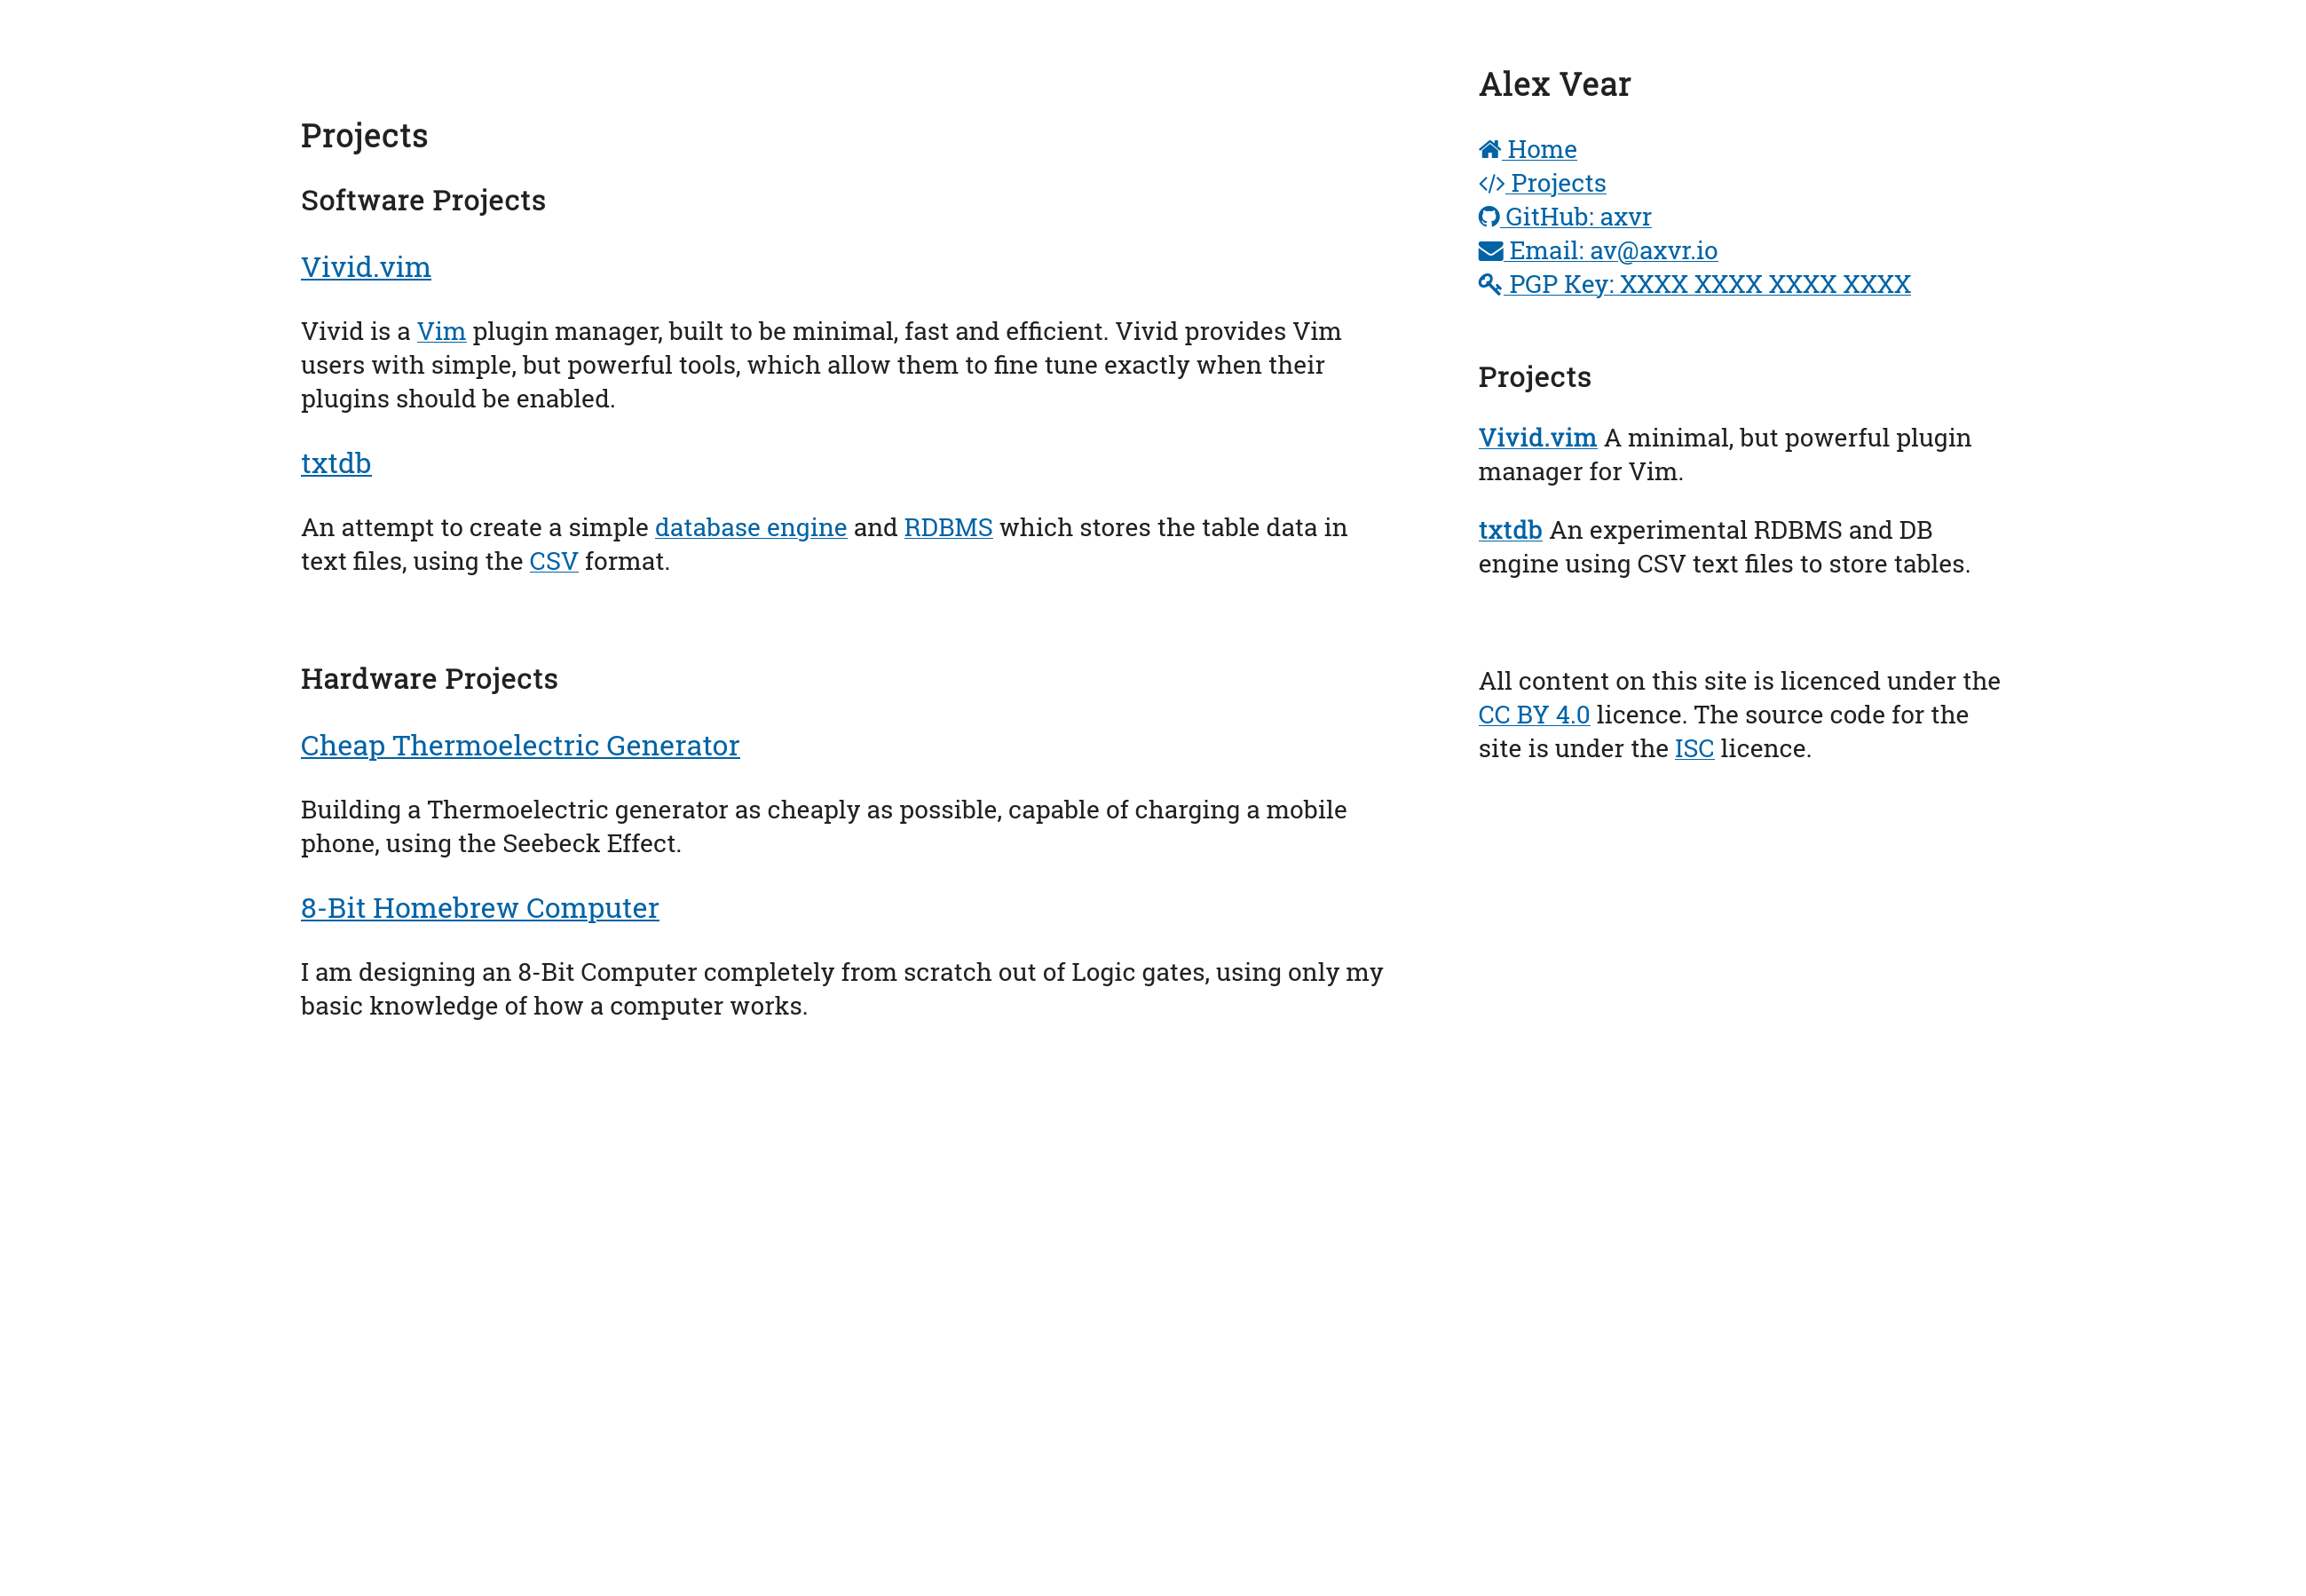 Projects
Software Projects
Vivid.vim
Vivid is a Vim plugin manager, built to be minimal, fast and efficient. Vivid provides Vim
users with simple, but powerful tools, which allow them to fine tune exactly when their
plugins should be enabled.
txtdb
An attempt to create a simple database engine and RDBMS which stores the table data in
text files, using the CSV format.
Hardware Projects
Cheap Thermoelectric Generator
Building a Thermoelectric generator as cheaply as possible, capable of charging a mobile
phone, using the Seebeck Effect.
8-Bit Homebrew Computer
I am designing an 8-Bit Computer completely from scratch out of Logic gates, using only my
basic knowledge of how a computer works.
Alex Vear
Home
Projects
GitHub: axvr
Email: av@axvr.io
PGP Key: XXXX XXXX XXXX XXXX
Projects
Vivid.vim A minimal, but powerful plugin
manager for Vim.
txtdb An experimental RDBMS and DB
engine using CSV text files to store tables.
All content on this site is licenced under the
CC BY 4.0 licence. The source code for the
site is under the ISC licence.